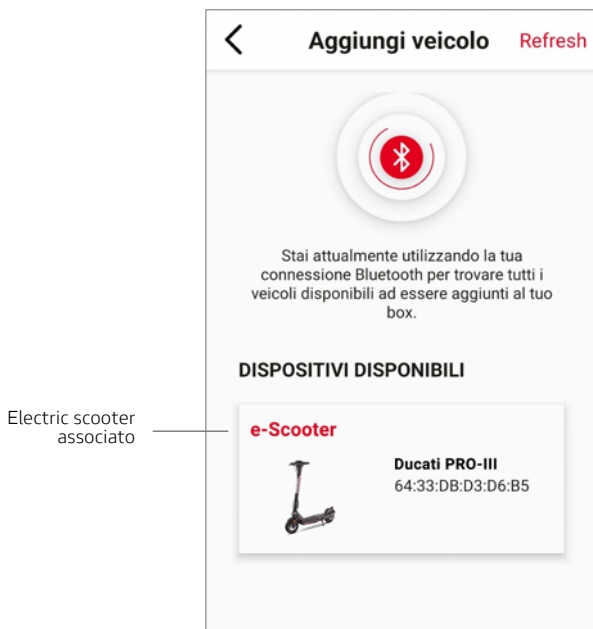 Aggiungi veicolo
Refresh
Stai attualmente utilizzando la tua
connessione Bluetooth per trovare tutti i
veicoli disponibili ad essere aggiunti al tuo
box.
DISPOSITIVI DISPONIBILI
Electric scooter
associato
e-Scooter
Ducati PRO-III
64:33:DB:D3:D6:B5